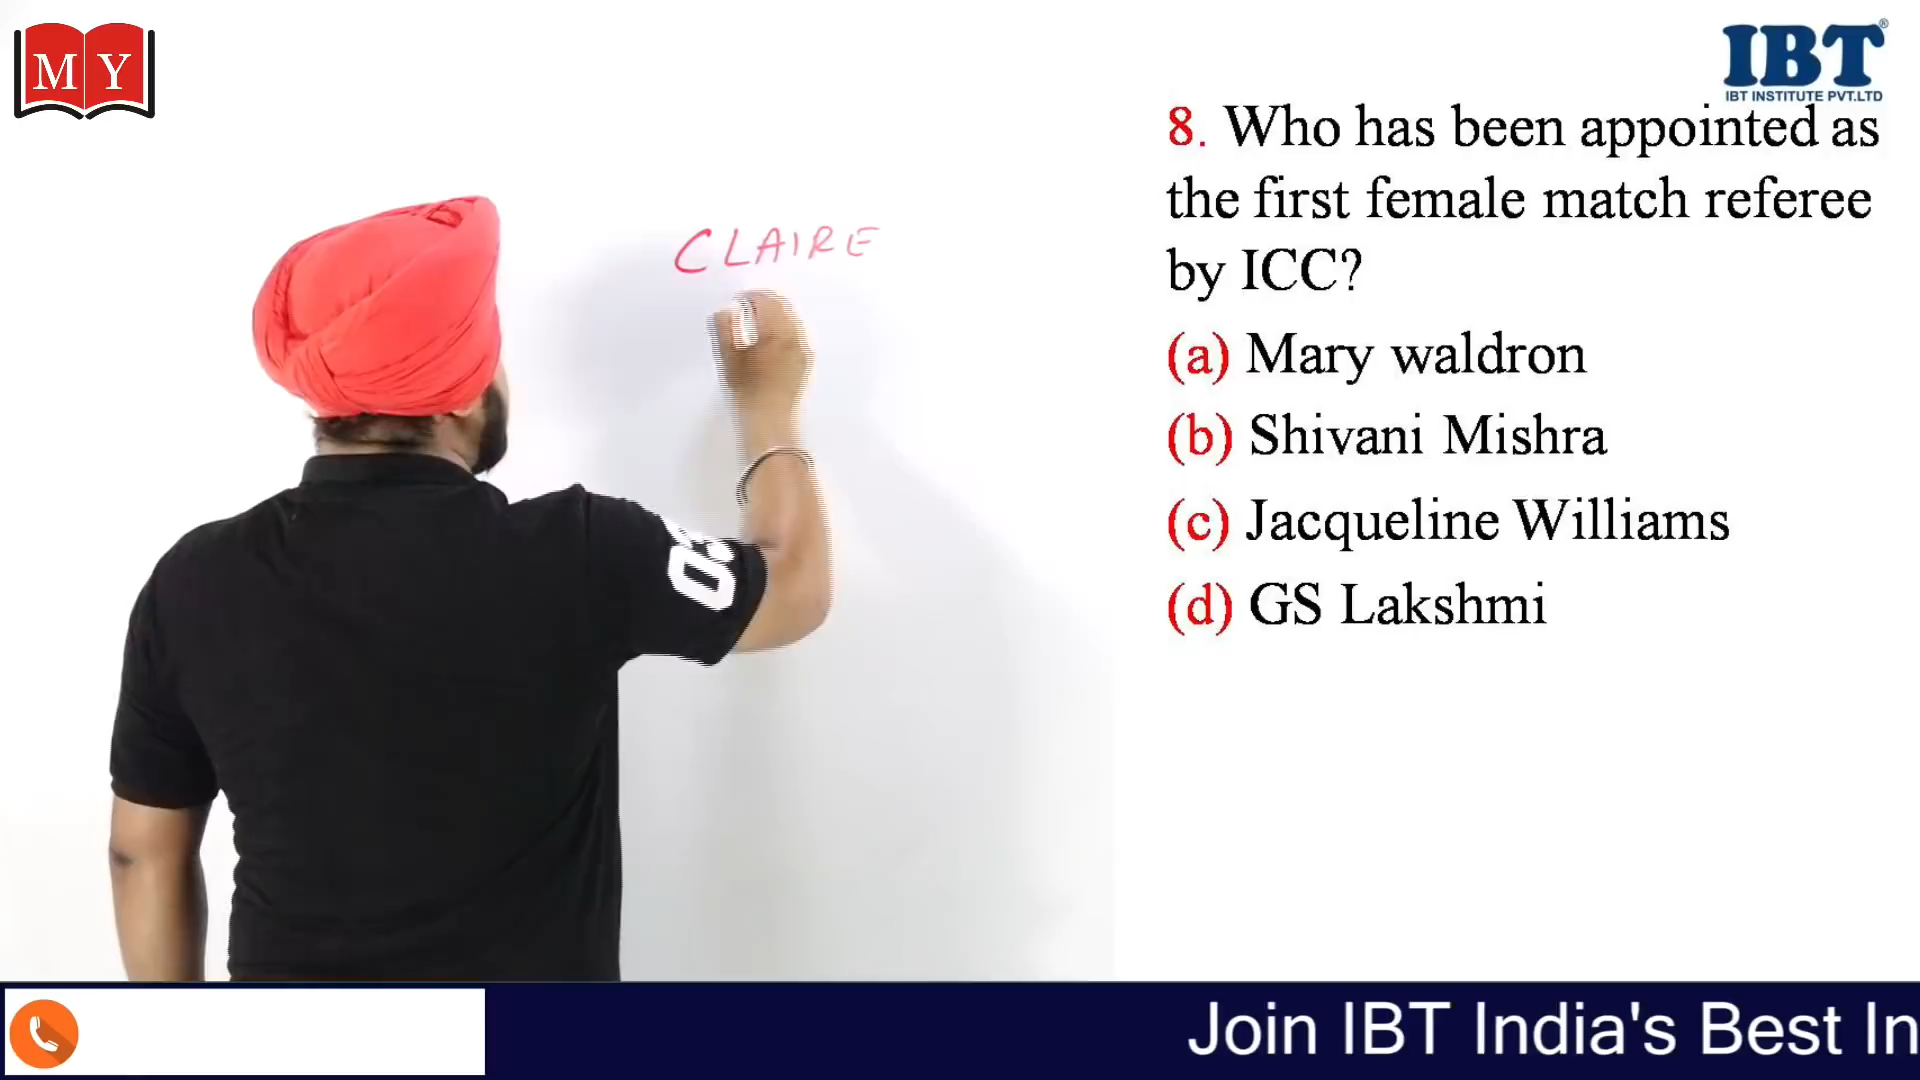 M Y
IBT
IBT INSTITUTE PVT.LTD
8. Who has been appointed as
the first female match referee
by ICC?
(a) Mary waldron
(b) Shivani Mishra
(c) Jacqueline Williams
(d) GS Lakshmi
CLAIRE
03
Join IBT India's Best In